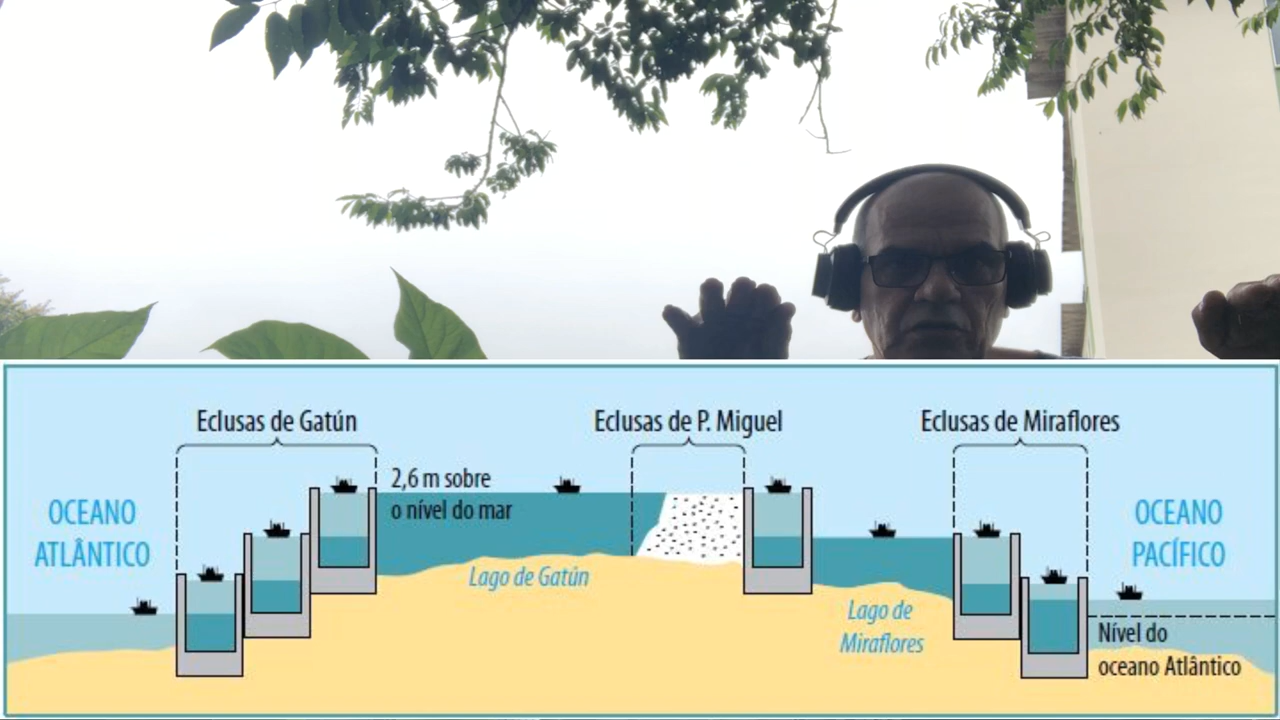 Eclusas de Gatún
Eclusas de P. Miguel
Eclusas de Miraflores
2,6 m sobre
o nível do mar
OCEANO
ATLÂNTICO
OCEANO
PACÍFICO
Lago de Gatún
Lago de
Miraflores
Nível do
oceano Atlântico